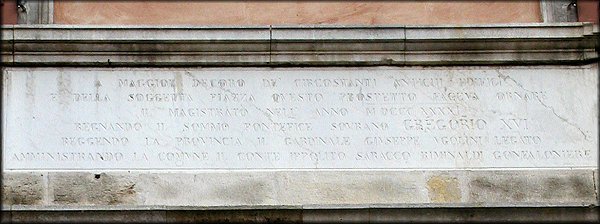 A MAGGIOR DECORO DE CIRCOSTANTI ANTICHI EDIFICII
E DELLA SOGGETTA PIAZZA QUESTO PROSPETTO FACEVA ORNARE
IL MAGISTRATO NELL ANNO
REGNANDO IL SOMMO PONTEFICE SOVRANO GREGORIO XVI
REGGENDO LA PROVINCIA IL CARDINALE GIUSEPPE UGOLINI LEGATO
AMMINISTRANDO LA COMUNE IL CONTE IPPOLITO SARACCO RIMINALDI GONFALONIERE